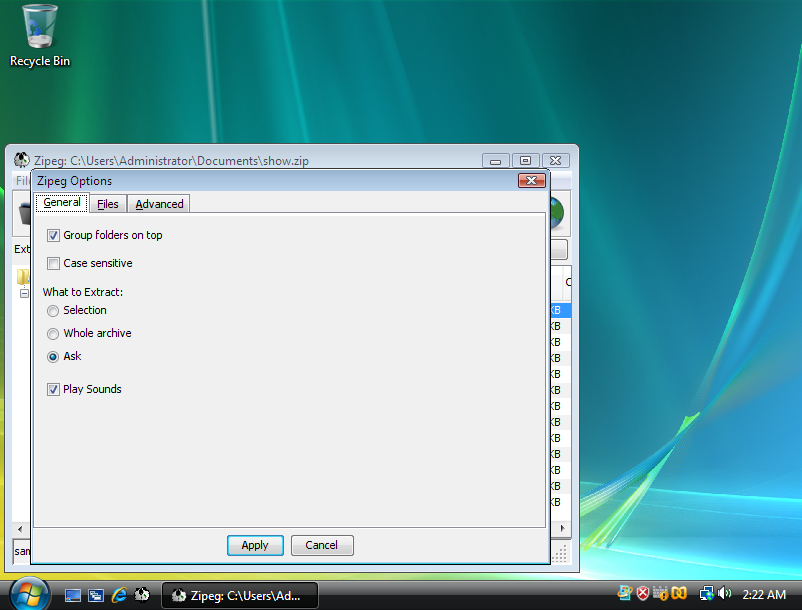 Recycle Bin
Zipeg: C:\Users\Administrator\Documents\show.zip
Zipeg Options
General Files Advanced
Group folders on top
Ext
Case sensitive
What to Extract:
Selection
Whole archive
Ask
Play Sounds
KB
KB
KB
KB
KB
KB
KB
KB
KB
KB
KB
KB
KB
Apply Cancel
Zipeg: C:\Users\Ad...
2:22 AM